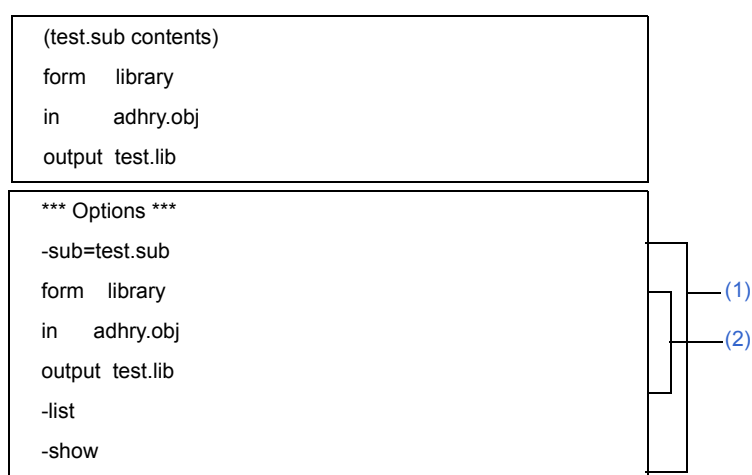 (test.sub contents)
form library
in adhry.obj
output test.lib
*** Options ***
-sub=test.sub
form library
(1)
in adhry.obj
(2)
output test.lib
-list
-show